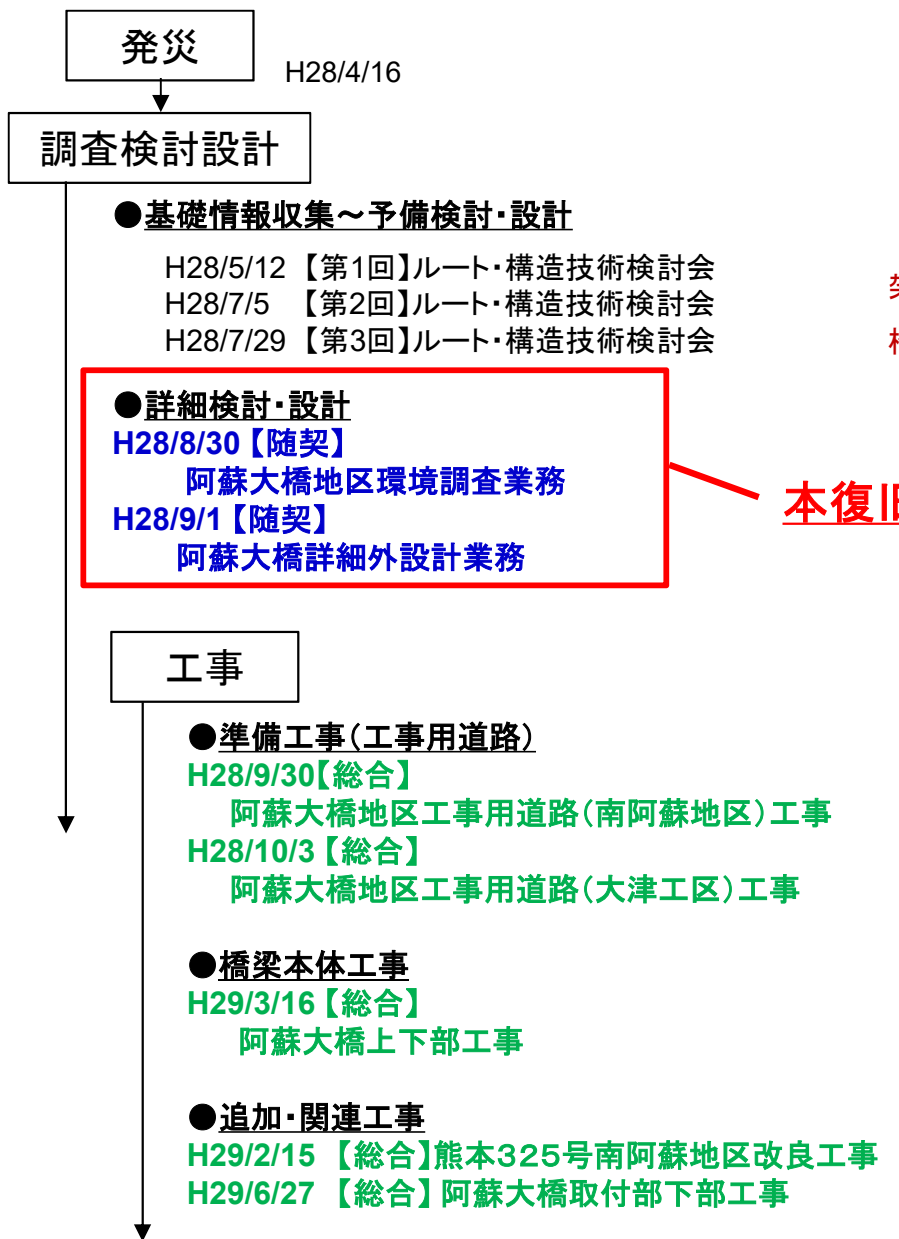 発災
H28/4/16
調査検討設計
●基礎情報収集～予備検討・設計
H28/5/12 【第1回】ルート・構造技術検討会
H28/7/5 【第2回】ルート・構造技術検討会
H28/7/29 【第3回】ルート・構造技術検討会
●詳細検討・設計
H28/8/30 【随契】
阿蘇大橋地区環境調査業務
H28/9/1 【随契】
阿蘇大橋詳細外設計業務
本復旧
工事
●準備工事（工事用道路）
H28/9/30【総合】
阿蘇大橋地区工事用道路（南阿蘇地区）工事
H28/10/3 【総合】
阿蘇大橋地区工事用道路（大津工区）工事
●橋梁本体工事
H29/3/16 【総合】
阿蘇大橋上下部工事
●追加・関連工事
H29/2/15 【総合】熊本３２５号南阿蘇地区改良工事
H29/6/27 【総合】 阿蘇大橋取付部下部工事